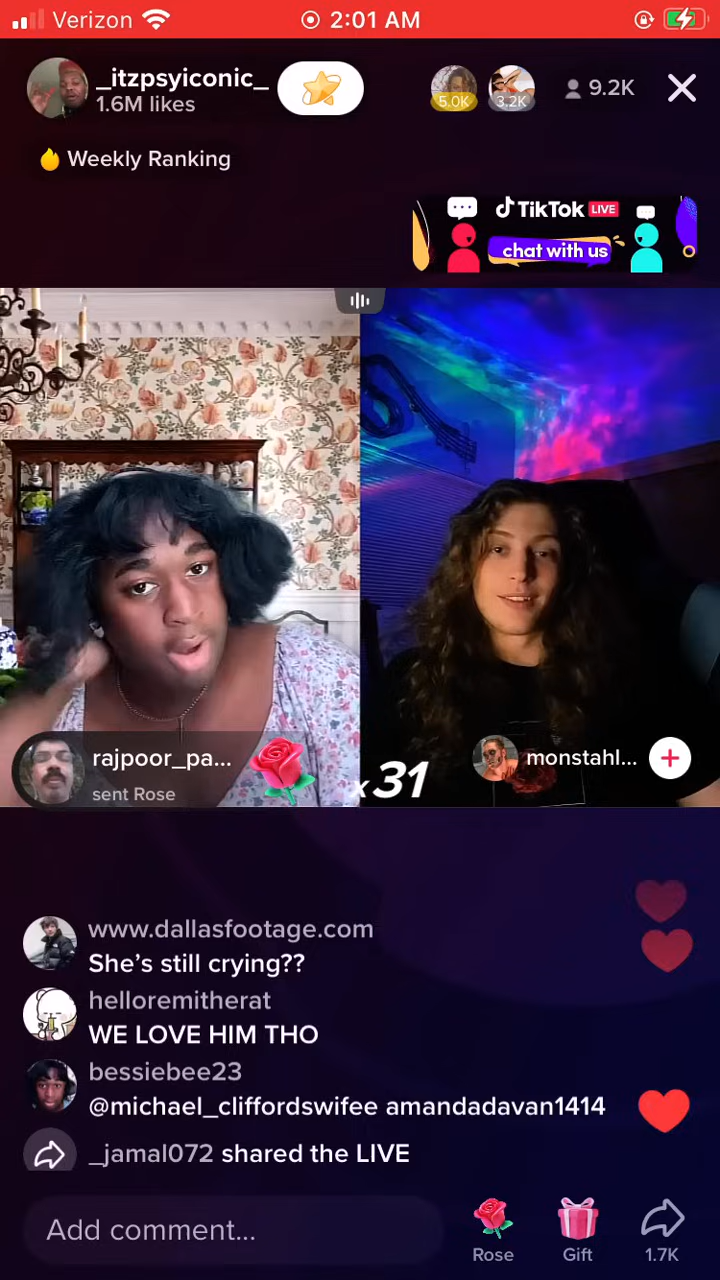 Verizon
2:01 AM
_itzpsyiconic_
1.6M likes
5.0K
3.2K
9.2K
Weekly Ranking
TikTok LIVE
chat with us
rajpoor_pa...
sent Rose
x31
monstahl...
www.dallasfootage.com
She’s still crying??
helloremitherat
WE LOVE HIM THO
bessiebee23
@michael_cliffordswifee amandadavan1414
_jamal072 shared the LIVE
Add comment...
Rose
Gift
1.7K